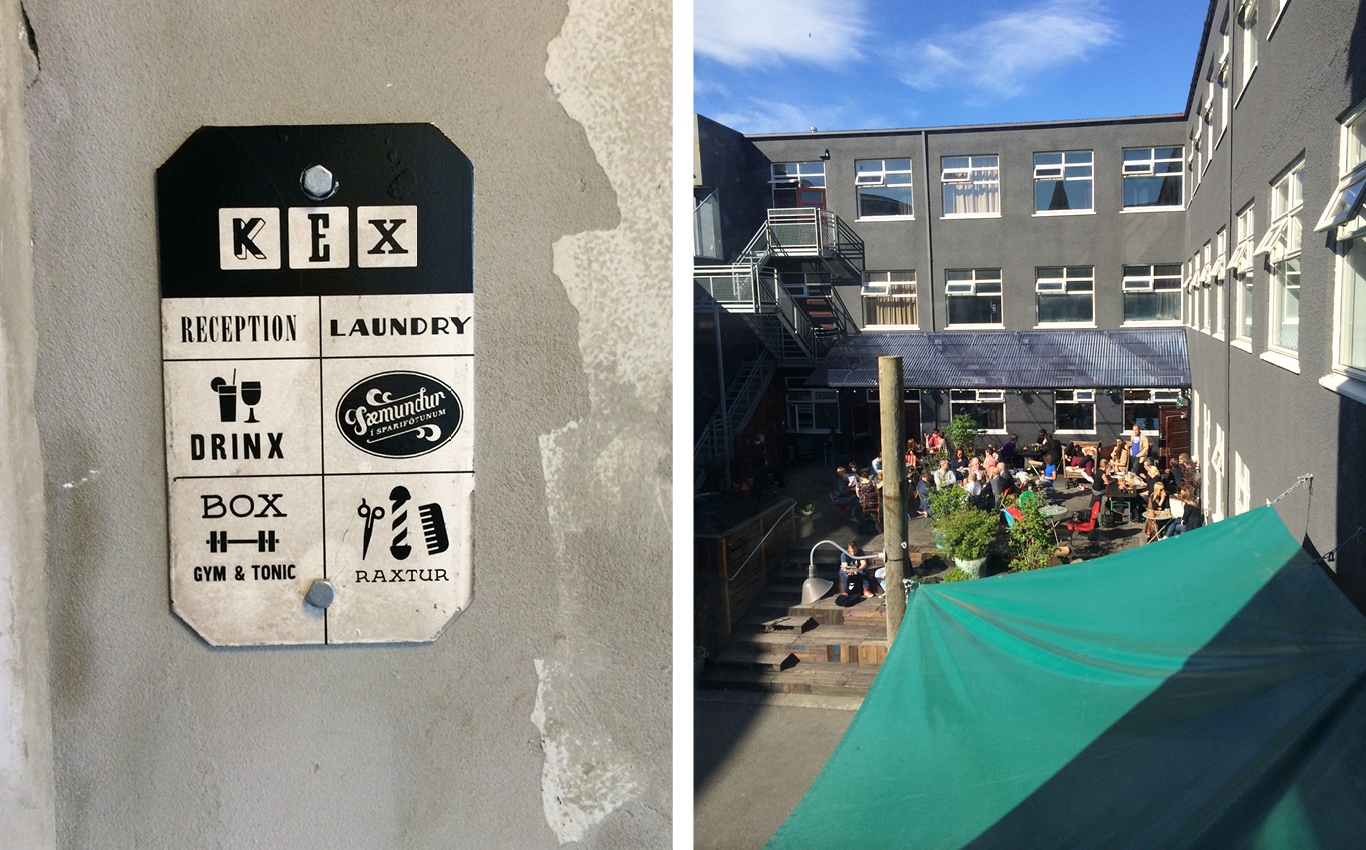 KEX
RECEPTION
LAUNDRY
DRINX
Sæmundur
Í SPARIFÖTUNUM
BOX
GYM & TONIC
RAXTUR